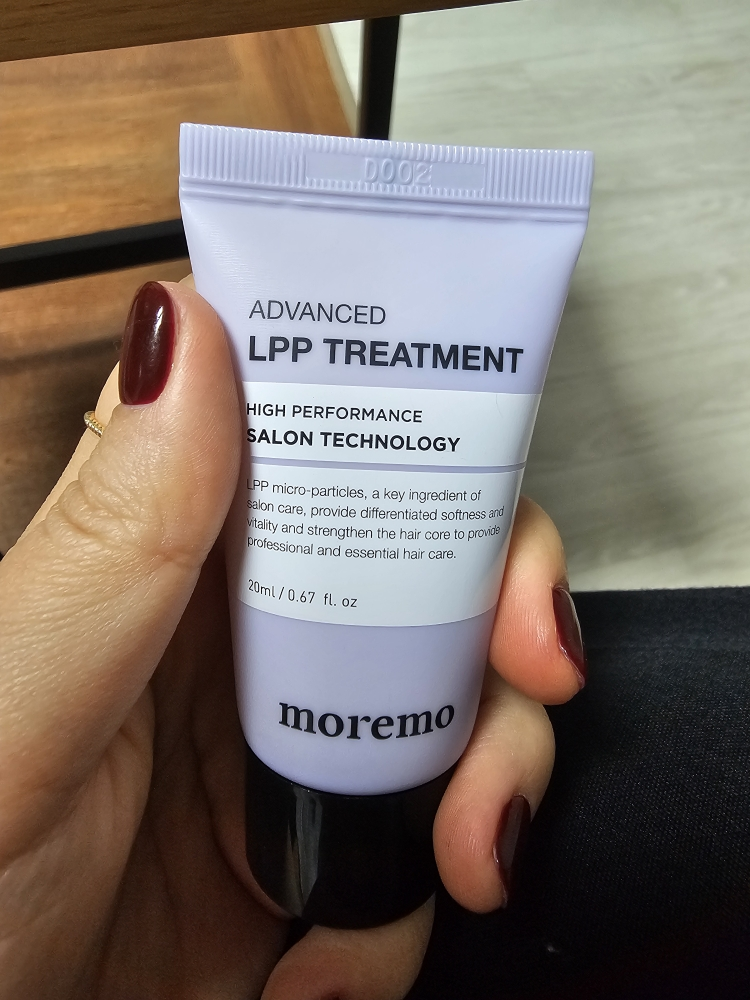 0002
ADVANCED
LPP TREATMENT
HIGH PERFORMANCE
SALON TECHNOLOGY
LPP micro-particles, a key ingredient of
salon care, provide differentiated softness and
vitality and strengthen the hair core to provide
professional and essential hair care.
20ml / 0.67 fl. oz
moremo